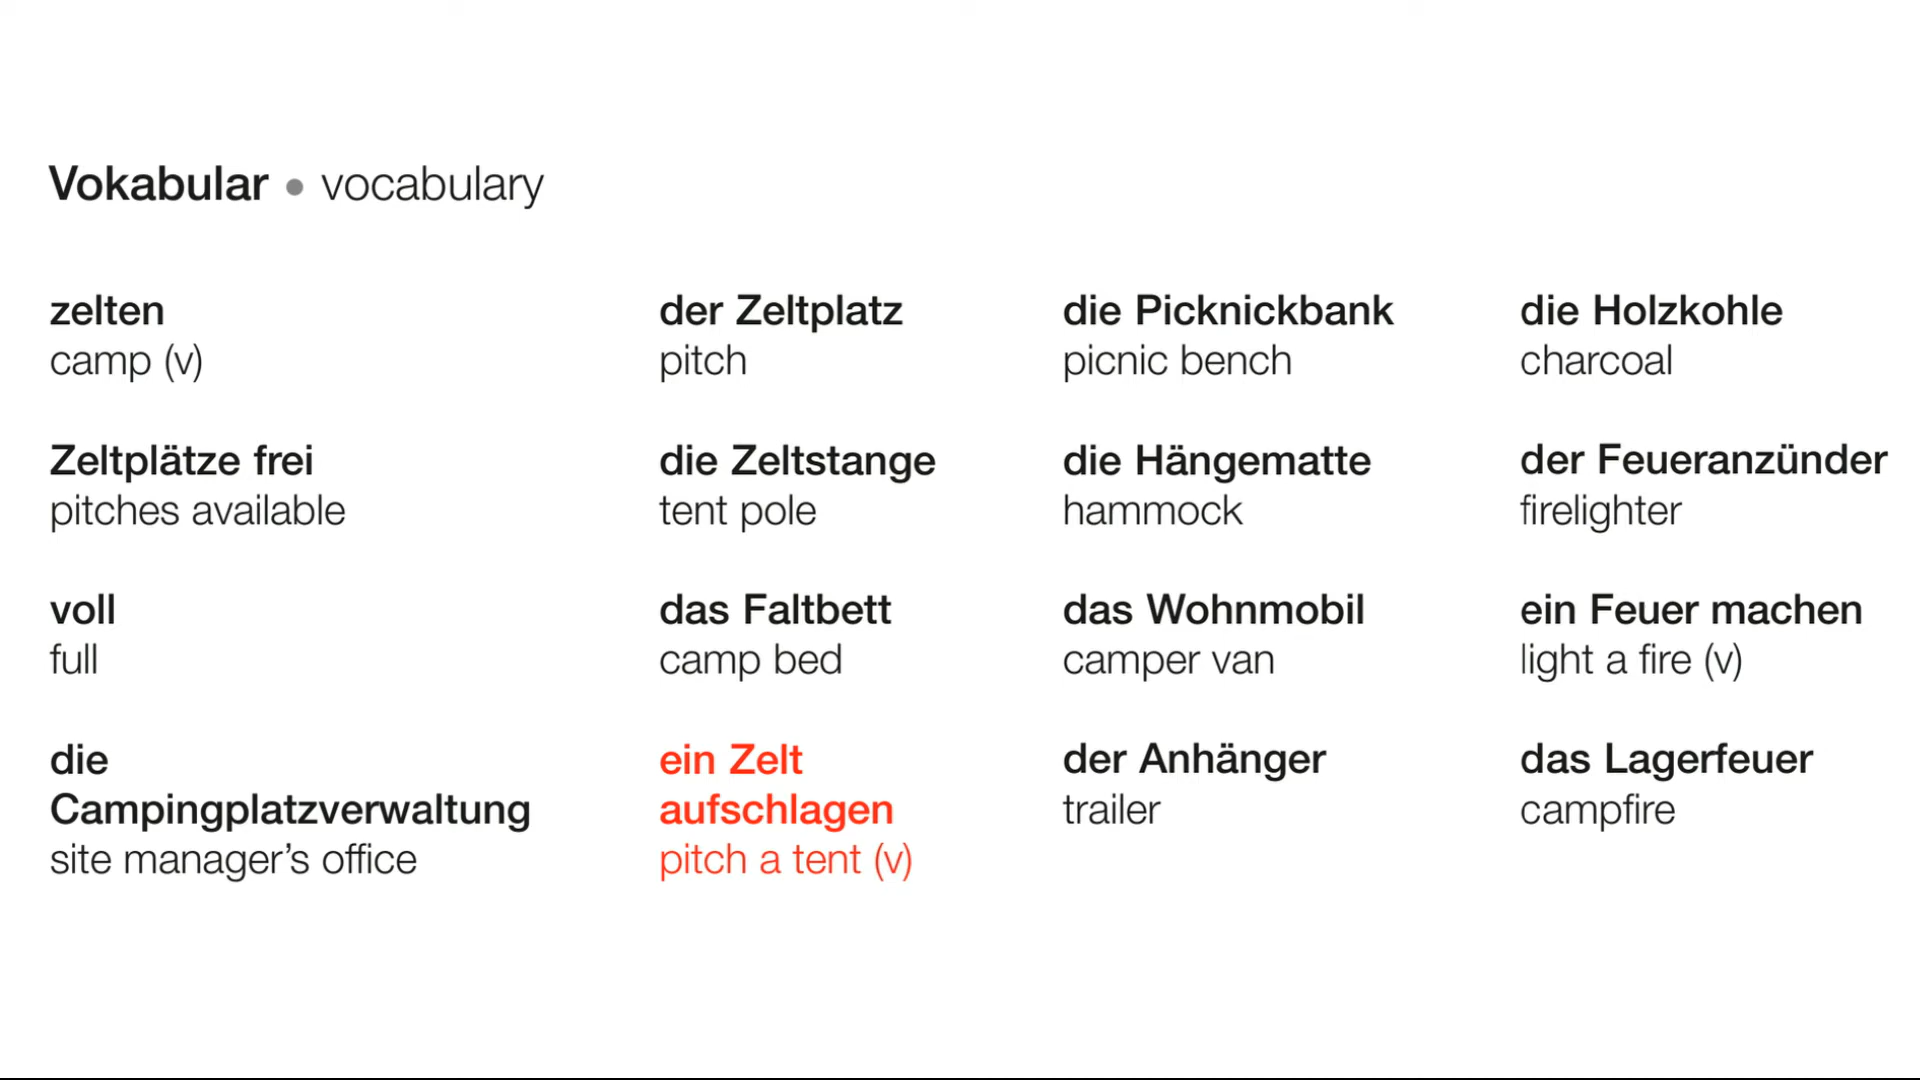 Vokabular • vocabulary
zelten
camp (v)
Zeltplätze frei
pitches available
voll
full
die
Campingplatzverwaltung
site manager’s office
der Zeltplatz
pitch
die Zeltstange
tent pole
das Faltbett
camp bed
ein Zelt
aufschlagen
pitch a tent (v)
die Picknickbank
picnic bench
die Hängematte
hammock
das Wohnmobil
camper van
der Anhänger
trailer
die Holzkohle
charcoal
der Feueranzünder
firelighter
ein Feuer machen
light a fire (v)
das Lagerfeuer
campfire